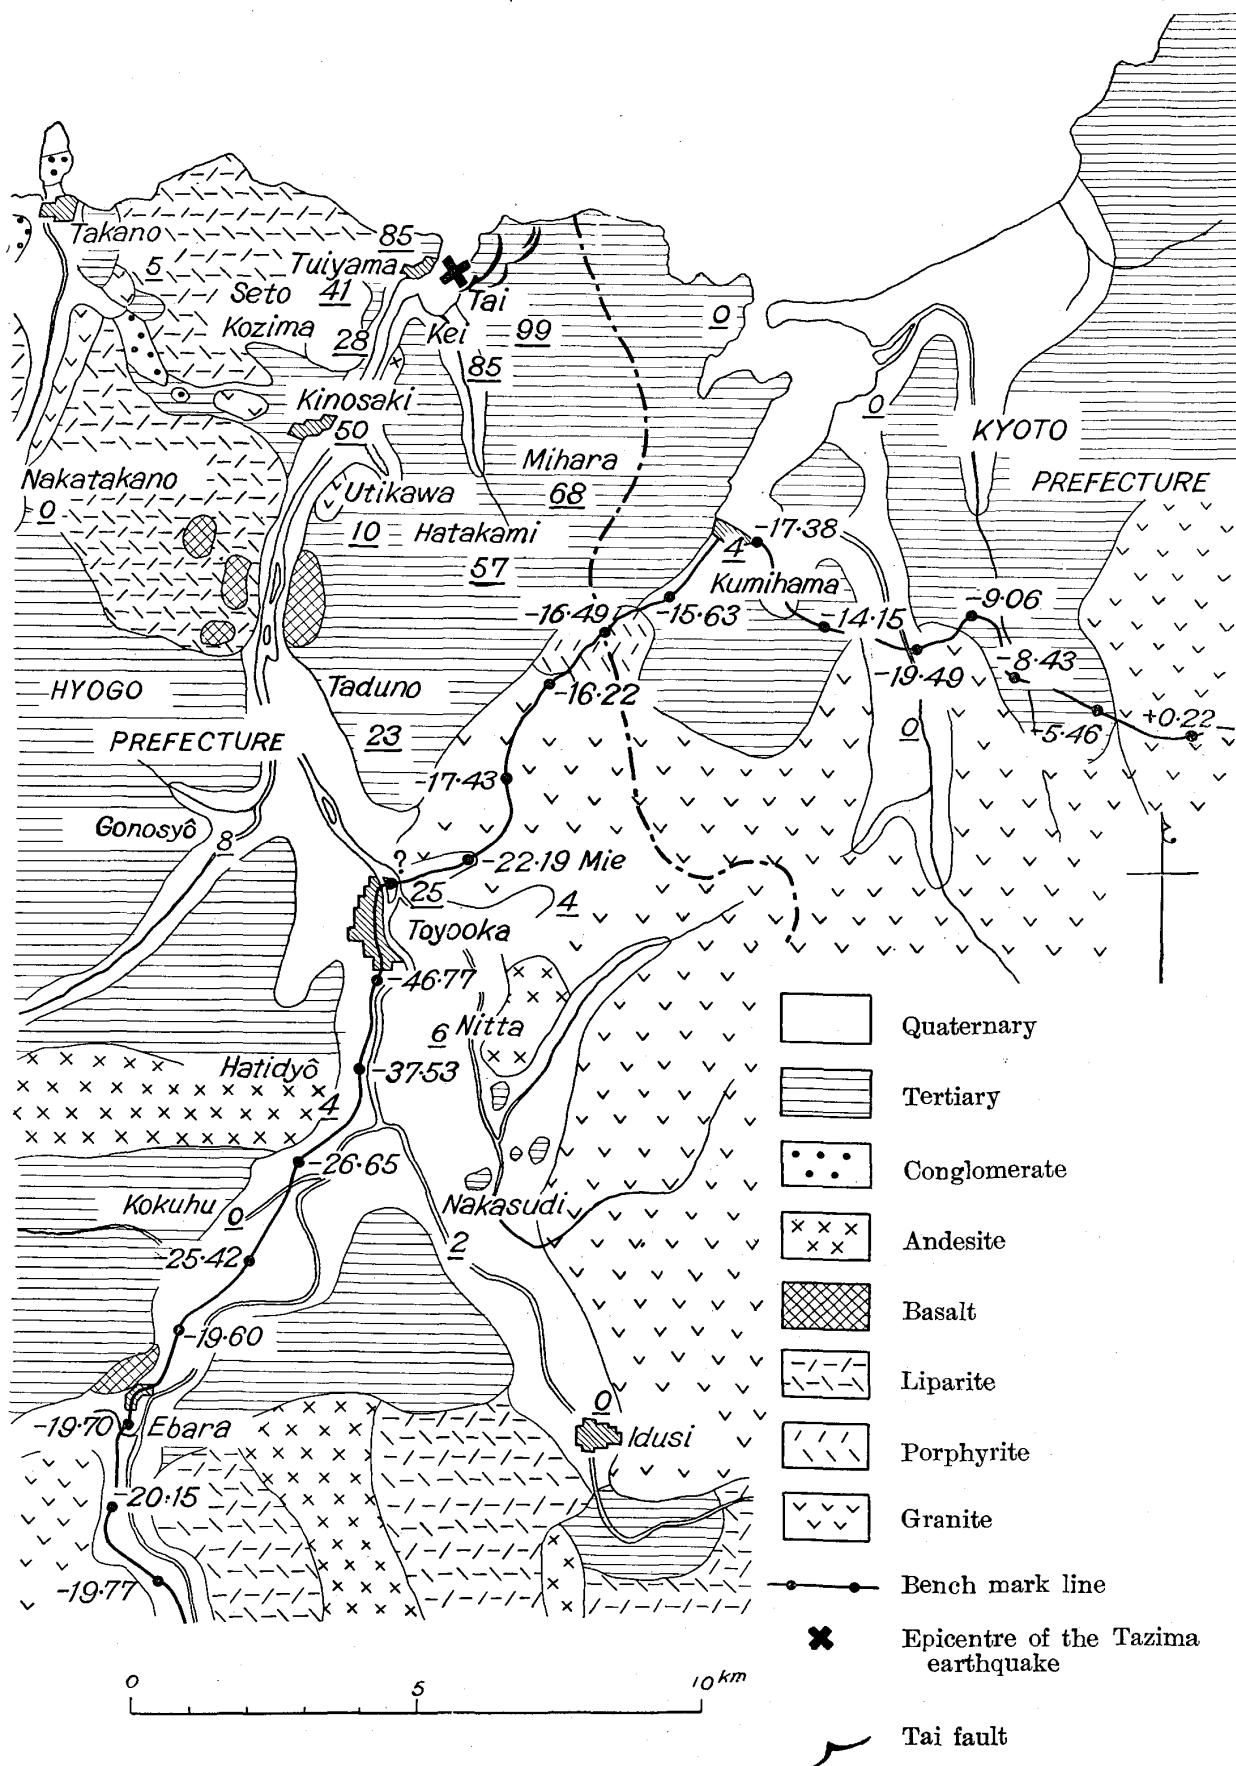 Takano
5
85
Tuiyama
Seto 41
Tai
Kozima
28
Kei
99
85
0
Kinosaki
50
0
KYOTO
PREFECTURE
Mihara
68
Nakatakano
0
Utikawa
10
Hatakami
57
-17.38
4
Kumihama
-16.49
-15.63
-14.15
-9.06
-8.43
-19.49
-16.22
0
-5.46
+0.22
HYOGO
PREFECTURE
Taduno
23
-17.43
Gonosyô
8
?
-22.19 Mie
25
4
Toyooka
-46.77
6 Nitta
Hatidyô
-37.53
4
-26.65
Kokuhu
0
Nakasudi
2
-25.42
-19.60
-19.70
Ebara
0
Idusi
-20:15
-19.77
Quaternary
Tertiary
Conglomerate
Andesite
Basalt
Liparite
Porphyrite
Granite
Bench mark line
Epicentre of the Tazima
earthquake
Tai fault
0
5
10 km